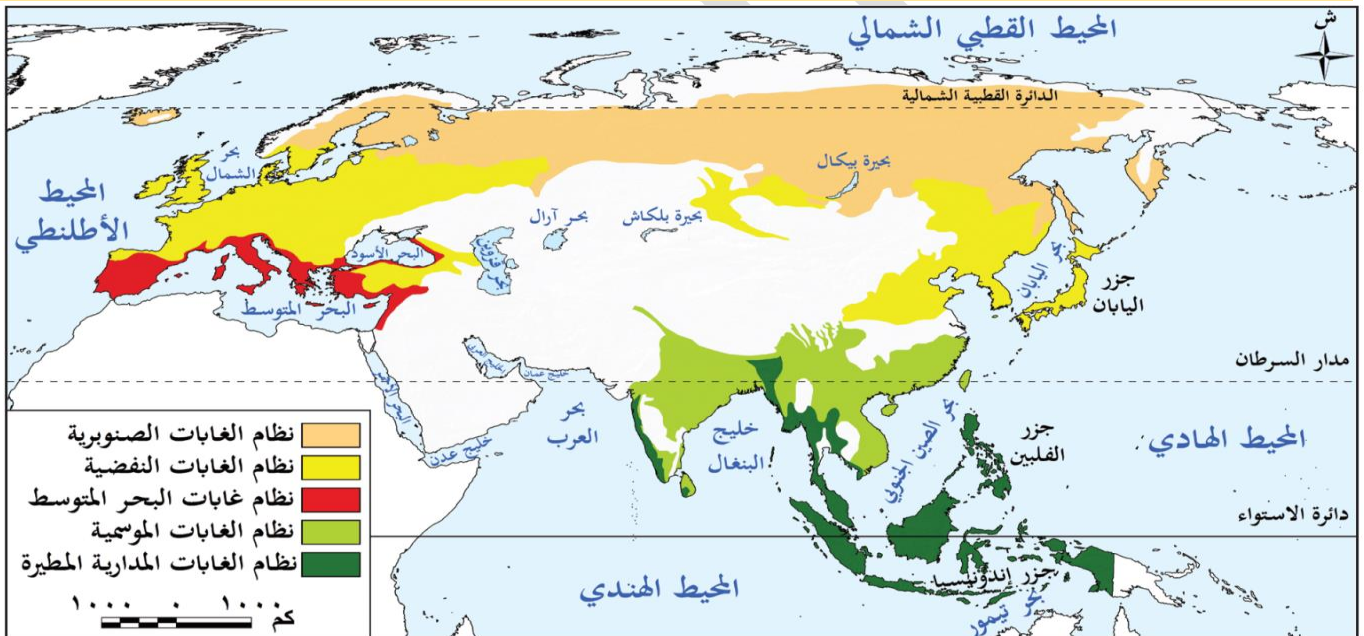 المحيط القطبي الشمالي
ش
الدائرة القطبية الشمالية
بحر
الشمال
المحيط
الأطلنطي
بحيرة بيكال
بحيرة بلكاش
بحر آرال
بحر قزوين
البحر الأسود
البحر المتوسط
بحر اليابان
جزر
اليابان
مدار السرطان
الخليج العربي
خليج عمان
البحر الأحمر
خليج عدن
بحر
العرب
خليج
البنغال
بحر الصين الجنوبي
جزر
الفلبين
المحيط الهادي
دائرة الاستواء
المحيط الهندي
جزر إندونيسيا
بحر تيمور
نظام الغابات الصنوبرية
نظام الغابات النفضية
نظام غابات البحر المتوسط
نظام الغابات الموسمية
نظام الغابات المدارية المطيرة
١٠٠٠ ٠ ١٠٠٠ كم